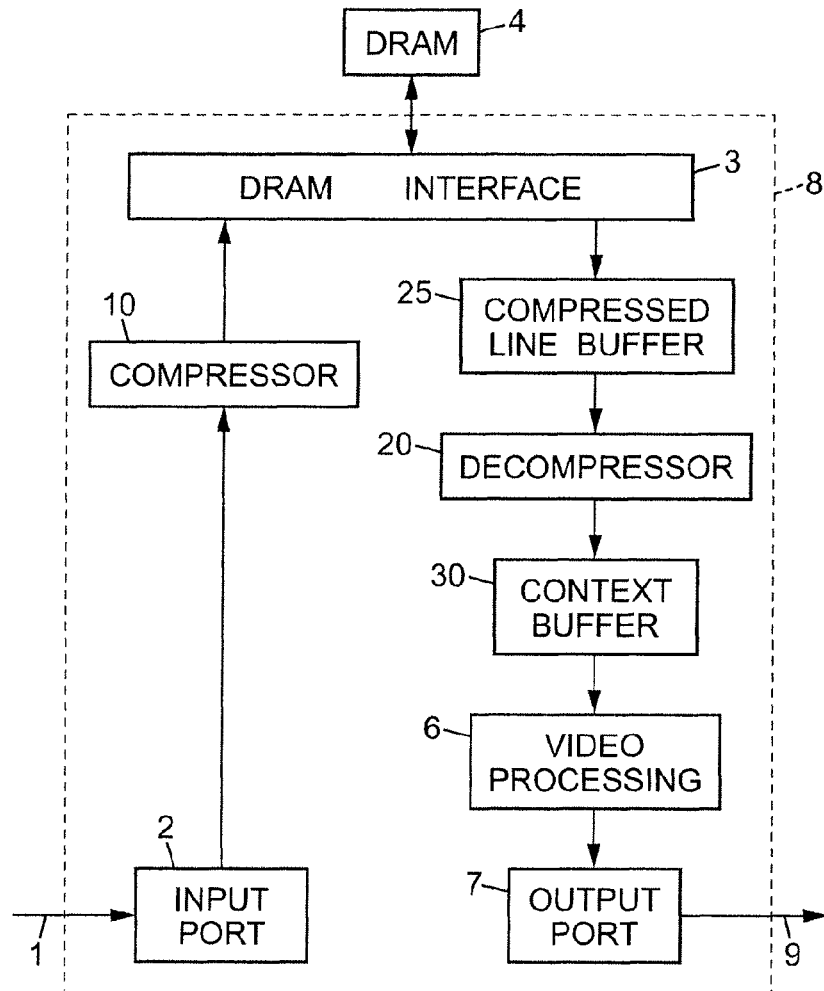 DRAM
4
DRAM INTERFACE
3
8
25
COMPRESSED
LINE BUFFER
10
COMPRESSOR
20
DECOMPRESSOR
30
CONTEXT
BUFFER
6
VIDEO
PROCESSING
2
INPUT
PORT
7
OUTPUT
PORT
1
9